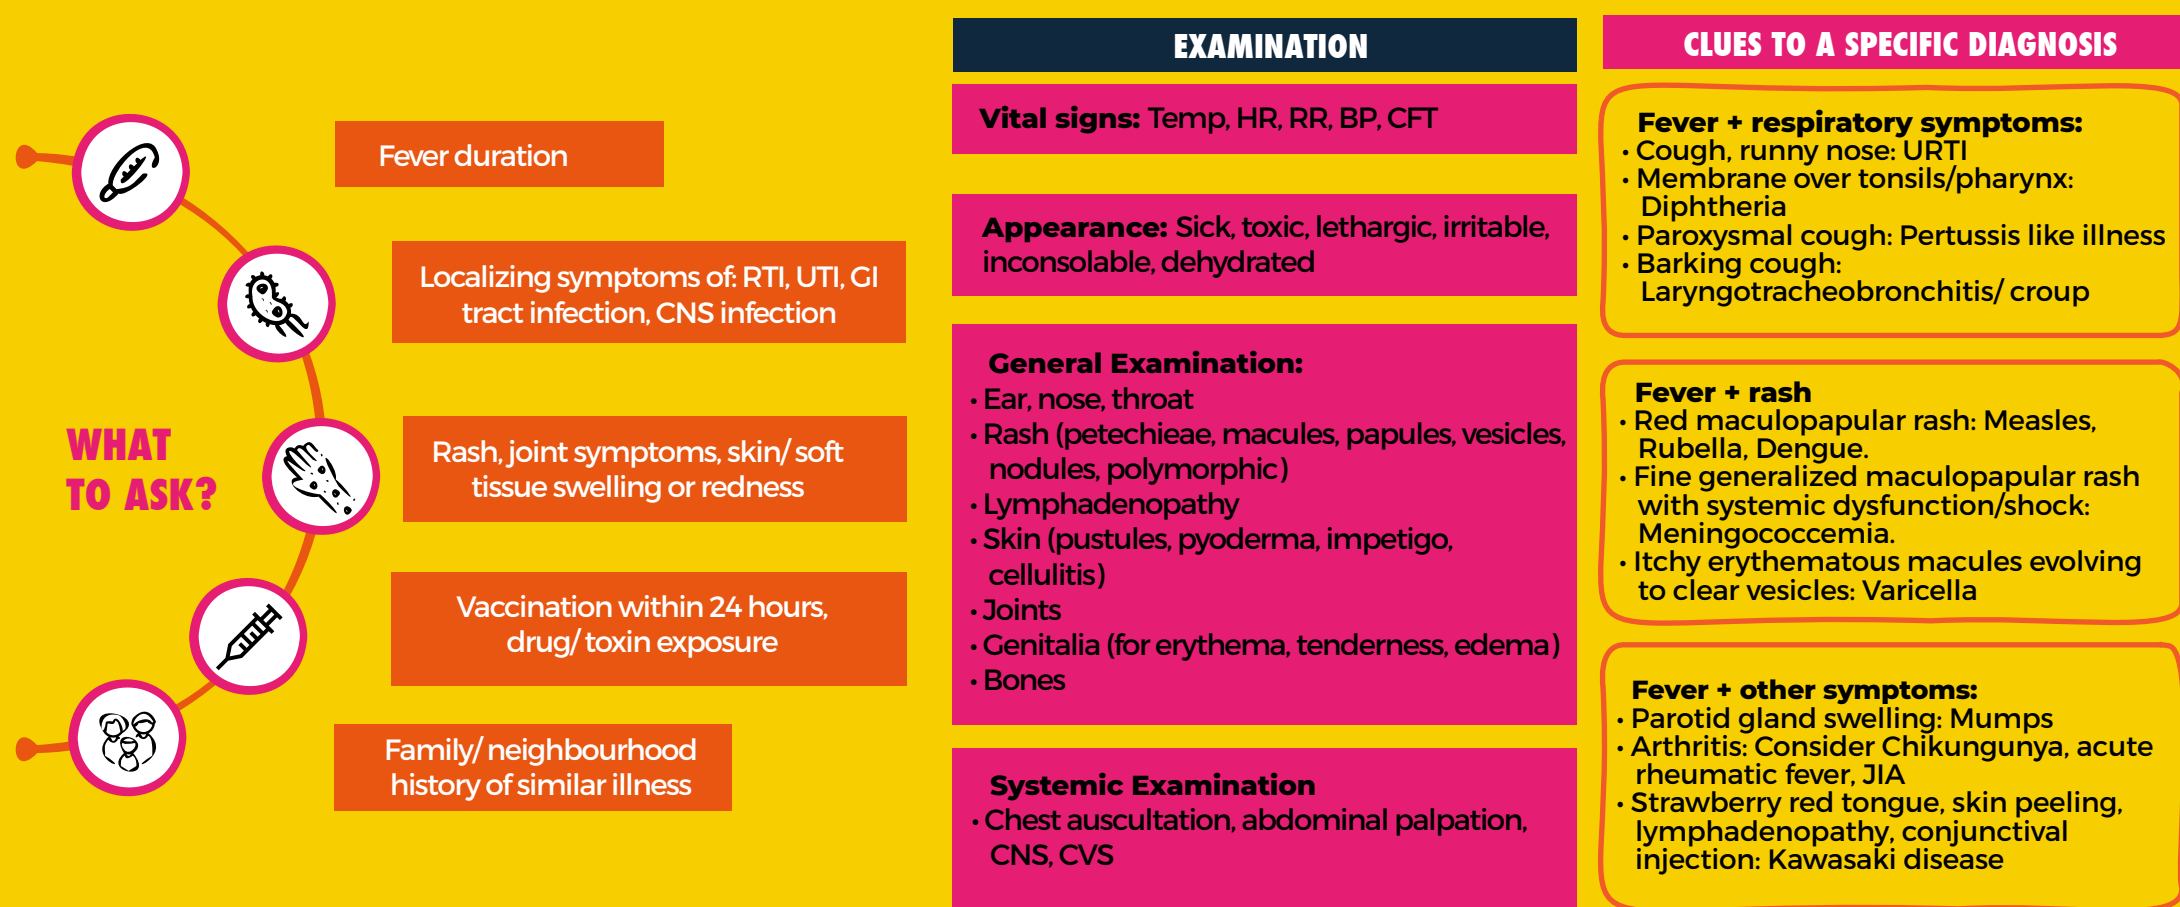 WHAT
TO ASK?
Fever duration
Localizing symptoms of: RTI, UTI, GI
tract infection, CNS infection
Rash, joint symptoms, skin/ soft
tissue swelling or redness
Vaccination within 24 hours,
drug/ toxin exposure
Family/ neighbourhood
history of similar illness
EXAMINATION
Vital signs: Temp, HR, RR, BP, CFT
Appearance: Sick, toxic, lethargic, irritable,
inconsolable, dehydrated
General Examination:
• Ear, nose, throat
• Rash (petechieae, macules, papules, vesicles,
nodules, polymorphic)
• Lymphadenopathy
• Skin (pustules, pyoderma, impetigo,
cellulitis)
• Joints
• Genitalia (for erythema, tenderness, edema)
• Bones
Systemic Examination
• Chest auscultation, abdominal palpation,
CNS, CVS
CLUES TO A SPECIFIC DIAGNOSIS
Fever + respiratory symptoms:
• Cough, runny nose: URTI
• Membrane over tonsils/pharynx:
Diphtheria
• Paroxysmal cough: Pertussis like illness
• Barking cough:
Laryngotracheobronchitis/ croup
Fever + rash
• Red maculopapular rash: Measles,
Rubella, Dengue.
• Fine generalized maculopapular rash
with systemic dysfunction/shock:
Meningococcemia.
• Itchy erythematous macules evolving
to clear vesicles: Varicella
Fever + other symptoms:
• Parotid gland swelling: Mumps
• Arthritis: Consider Chikungunya, acute
rheumatic fever, JIA
• Strawberry red tongue, skin peeling,
lymphadenopathy, conjunctival
injection: Kawasaki disease